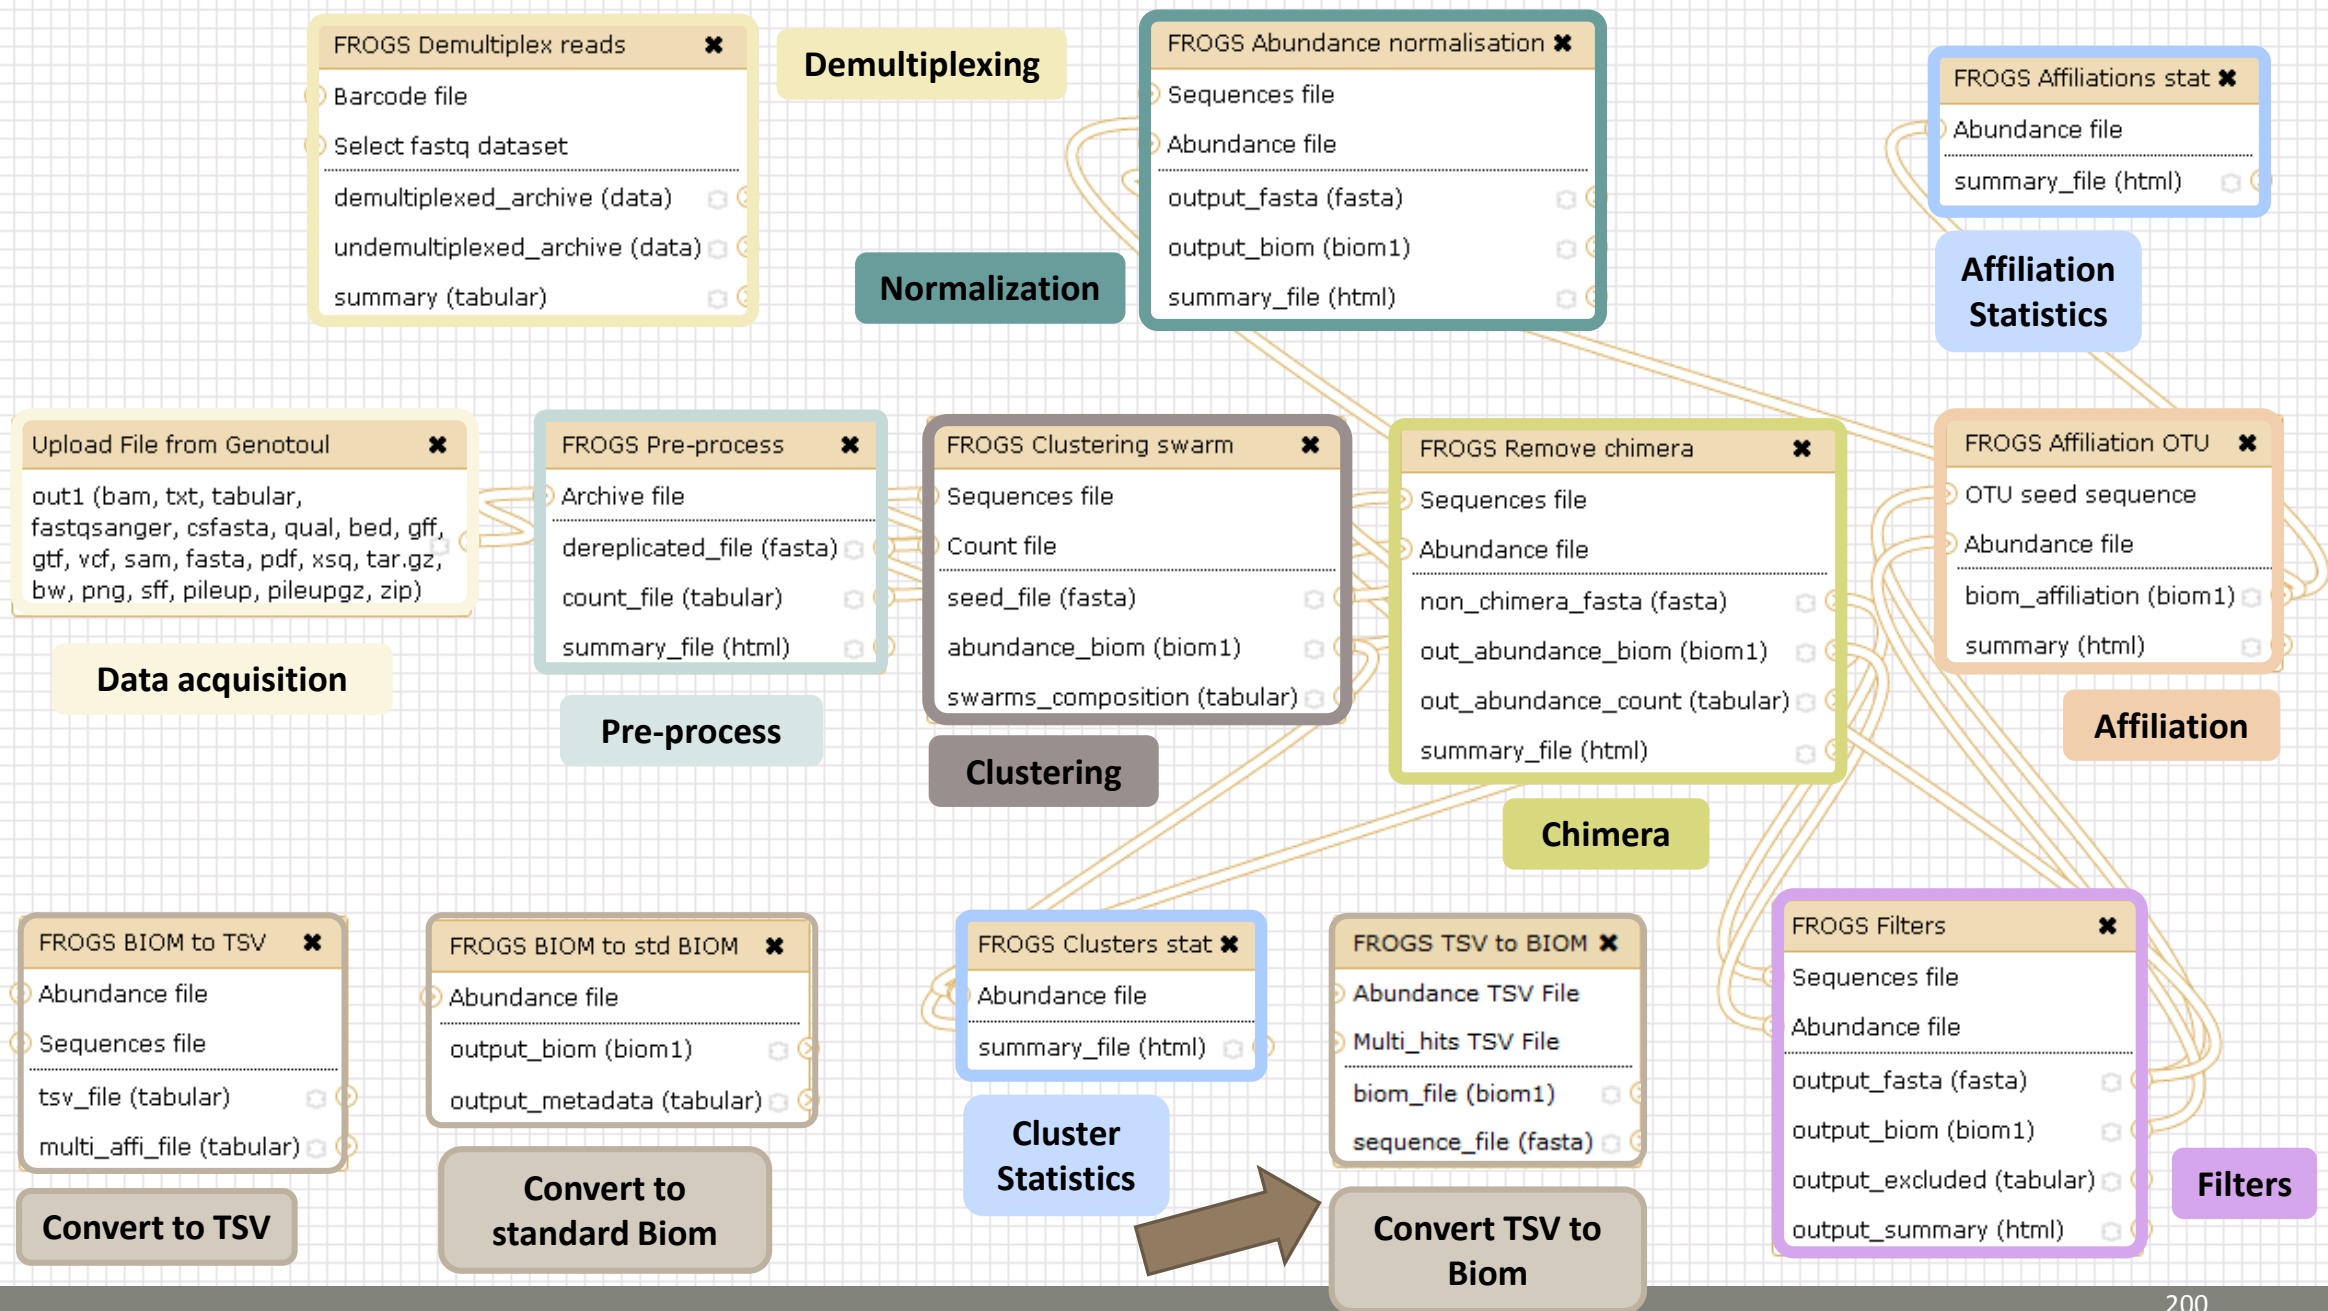 FROGS Demultiplex reads ✖
Barcode file
Select fastq dataset
demultiplexed_archive (data)
undemultiplexed_archive (data)
summary (tabular)
Demultiplexing
FROGS Abundance normalisation ✖
Sequences file
Abundance file
output_fasta (fasta)
output_biom (biom1)
summary_file (html)
Normalization
FROGS Affiliations stat ✖
Abundance file
summary_file (html)
Affiliation
Statistics
Upload File from Genotoul ✖
out1 (bam, txt, tabular,
fastqsanger, csfasta, qual, bed, gff,
gtf, vcf, sam, fasta, pdf, xsq, tar.gz,
bw, png, sff, pileup, pileupgz, zip)
Data acquisition
FROGS Pre-process ✖
Archive file
dereplicated_file (fasta)
count_file (tabular)
summary_file (html)
Pre-process
FROGS Clustering swarm ✖
Sequences file
Count file
seed_file (fasta)
abundance_biom (biom1)
swarms_composition (tabular)
Clustering
FROGS Remove chimera ✖
Sequences file
Abundance file
non_chimera_fasta (fasta)
out_abundance_biom (biom1)
out_abundance_count (tabular)
summary_file (html)
Chimera
FROGS Affiliation OTU ✖
OTU seed sequence
Abundance file
biom_affiliation (biom1)
summary (html)
Affiliation
FROGS BIOM to TSV ✖
Abundance file
Sequences file
tsv_file (tabular)
multi_affi_file (tabular)
Convert to TSV
FROGS BIOM to std BIOM ✖
Abundance file
output_biom (biom1)
output_metadata (tabular)
Convert to
standard Biom
FROGS Clusters stat ✖
Abundance file
summary_file (html)
Cluster
Statistics
FROGS TSV to BIOM ✖
Abundance TSV File
Multi_hits TSV File
biom_file (biom1)
sequence_file (fasta)
Convert TSV to
Biom
FROGS Filters ✖
Sequences file
Abundance file
output_fasta (fasta)
output_biom (biom1)
output_excluded (tabular)
output_summary (html)
Filters
200